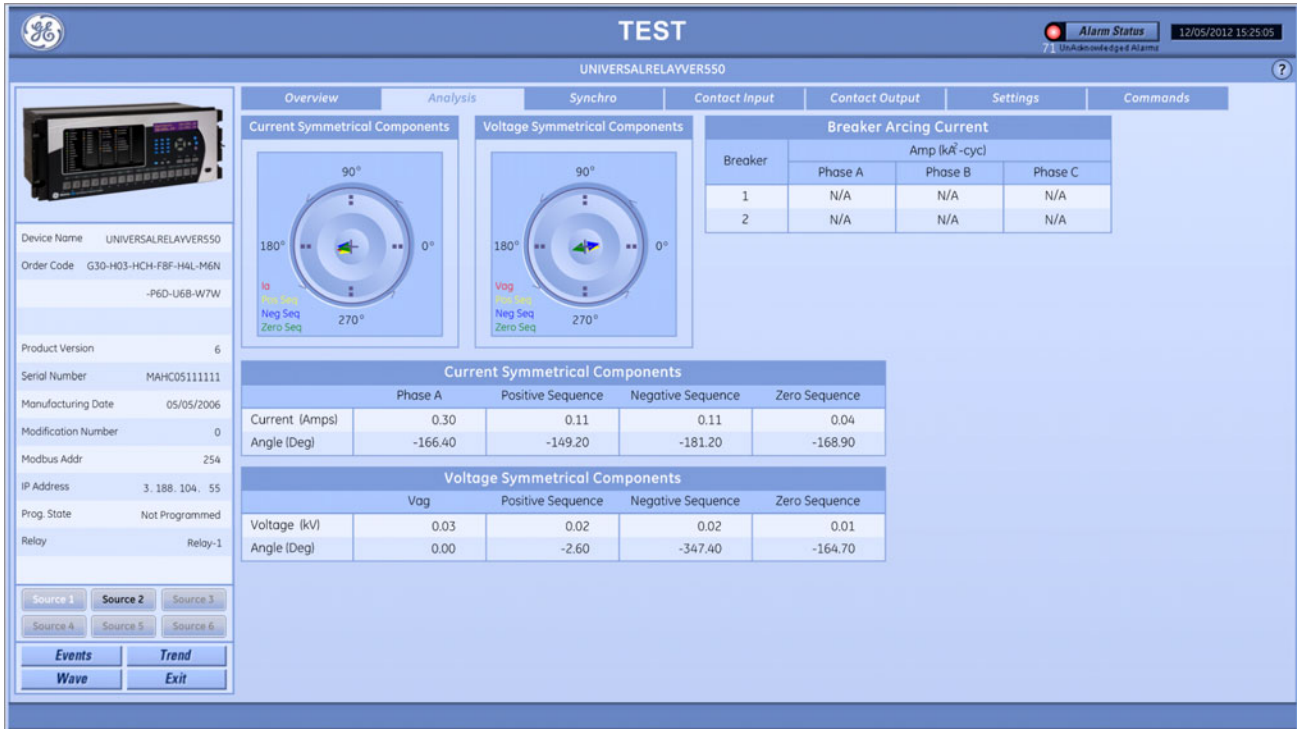 TEST
Alarm Status
12/05/2012 15:25:05
71 UnAcknowledged Alarms
UNIVERSALRELAYVER550
?
Overview Analysis Synchro Contact Input Contact Output Settings Commands
Device Name UNIVERSALRELAYVER550
Order Code G30-H03-HCH-F8F-H4L-M6N
-P6D-U6B-W7W
Product Version 6
Serial Number MAHC05111111
Manufacturing Date 05/05/2006
Modification Number 0
Modbus Addr 254
IP Address 3. 188. 104. 55
Prog. State Not Programmed
Relay Relay-1
Source 1 Source 2 Source 3
Source 4 Source 5 Source 6
Events Trend
Wave Exit
Current Symmetrical Components
90°
180° 0°
270°
Ia
Pos Seq
Neg Seq
Zero Seq
Voltage Symmetrical Components
90°
180° 0°
270°
Vag
Pos Seq
Neg Seq
Zero Seq
Breaker Arcing Current
Breaker Amp (kA²-cyc)
Phase A Phase B Phase C
1 N/A N/A N/A
2 N/A N/A N/A
Current Symmetrical Components
Phase A Positive Sequence Negative Sequence Zero Sequence
Current (Amps) 0.30 0.11 0.11 0.04
Angle (Deg) -166.40 -149.20 -181.20 -168.90
Voltage Symmetrical Components
Vag Positive Sequence Negative Sequence Zero Sequence
Voltage (kV) 0.03 0.02 0.02 0.01
Angle (Deg) 0.00 -2.60 -347.40 -164.70